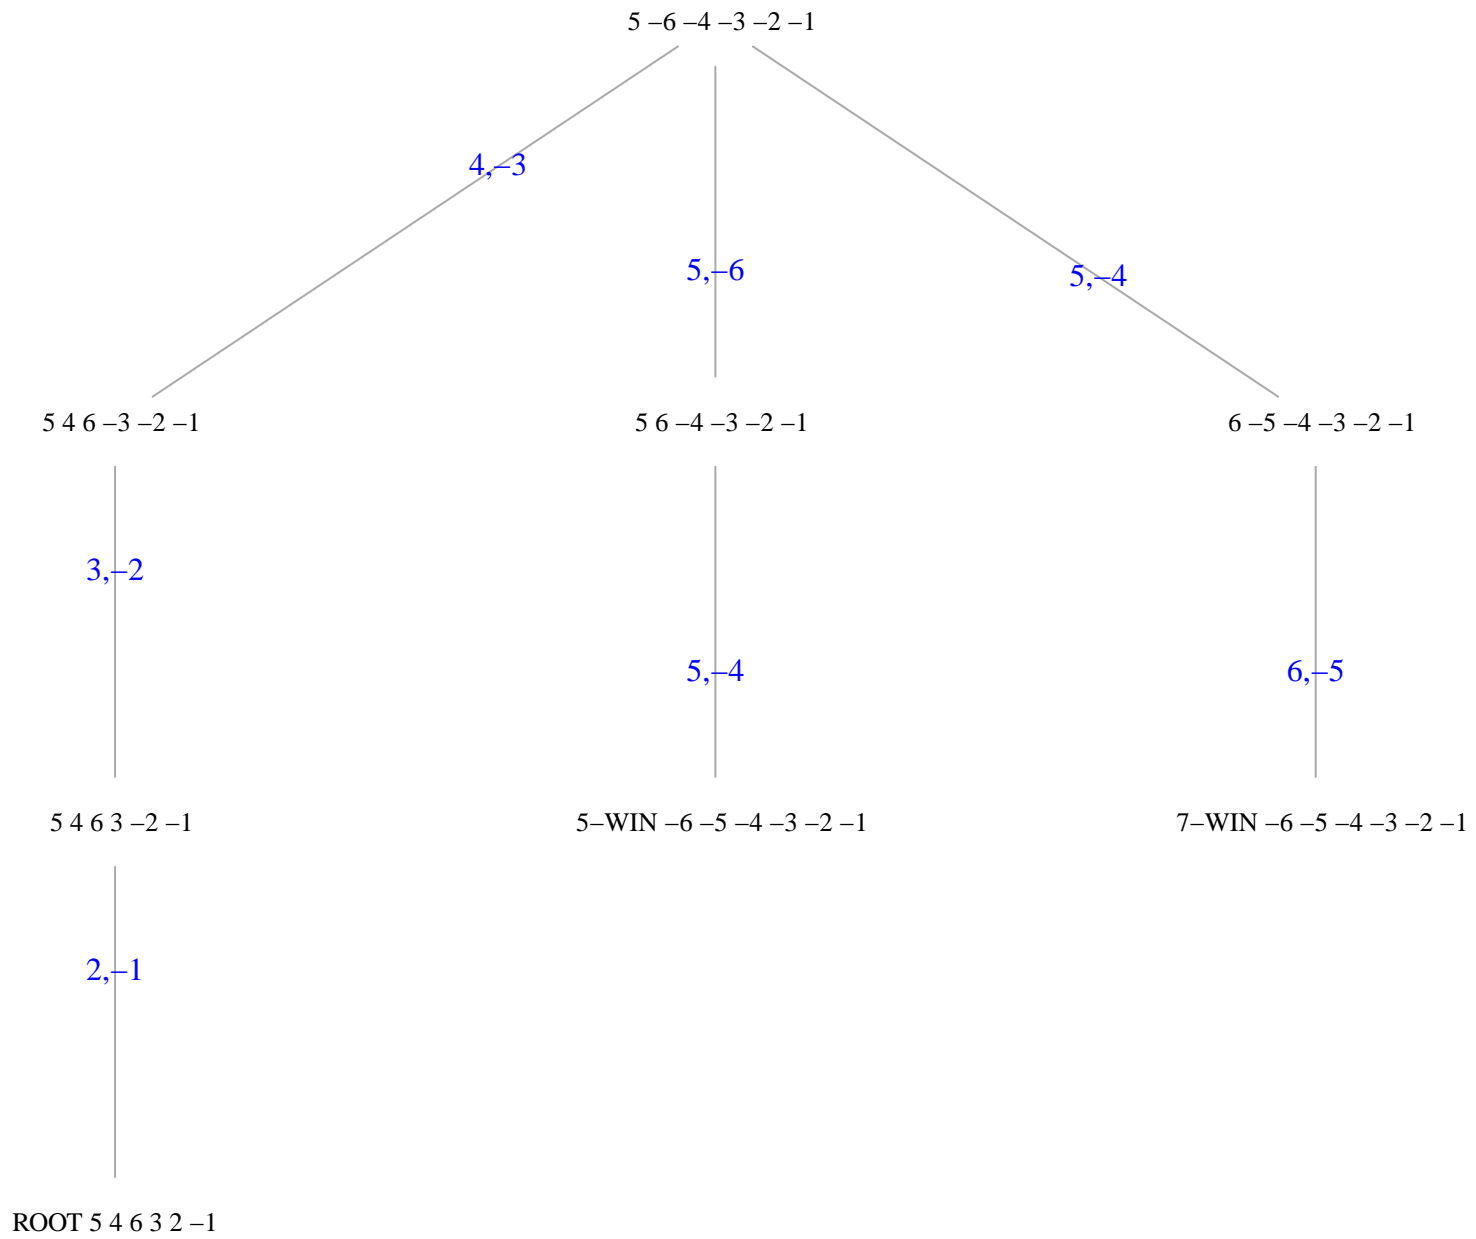 5 –6 –4 –3 –2 –1
4,–3
5,–6
5,–4
5 4 6 –3 –2 –1
5 6 –4 –3 –2 –1
6 –5 –4 –3 –2 –1
3,–2
5,–4
6,–5
5 4 6 3 –2 –1
5–WIN –6 –5 –4 –3 –2 –1
7–WIN –6 –5 –4 –3 –2 –1
2,–1
ROOT 5 4 6 3 2 –1